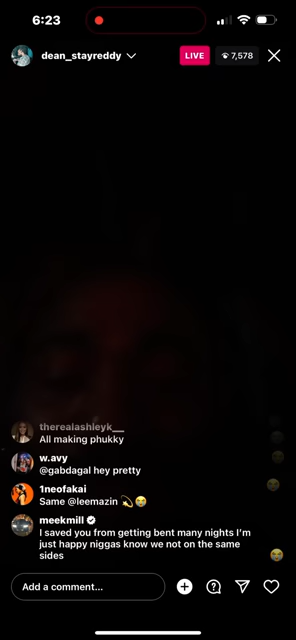 6:23
dean_stayreddy
LIVE
7,578
therealashleyk__
All making phukky
w.avy
@gabdagal hey pretty
1neofakai
Same @leemazin 💫😭
meekmill
I saved you from getting bent many nights I'm
just happy niggas know we not on the same
sides
Add a comment...